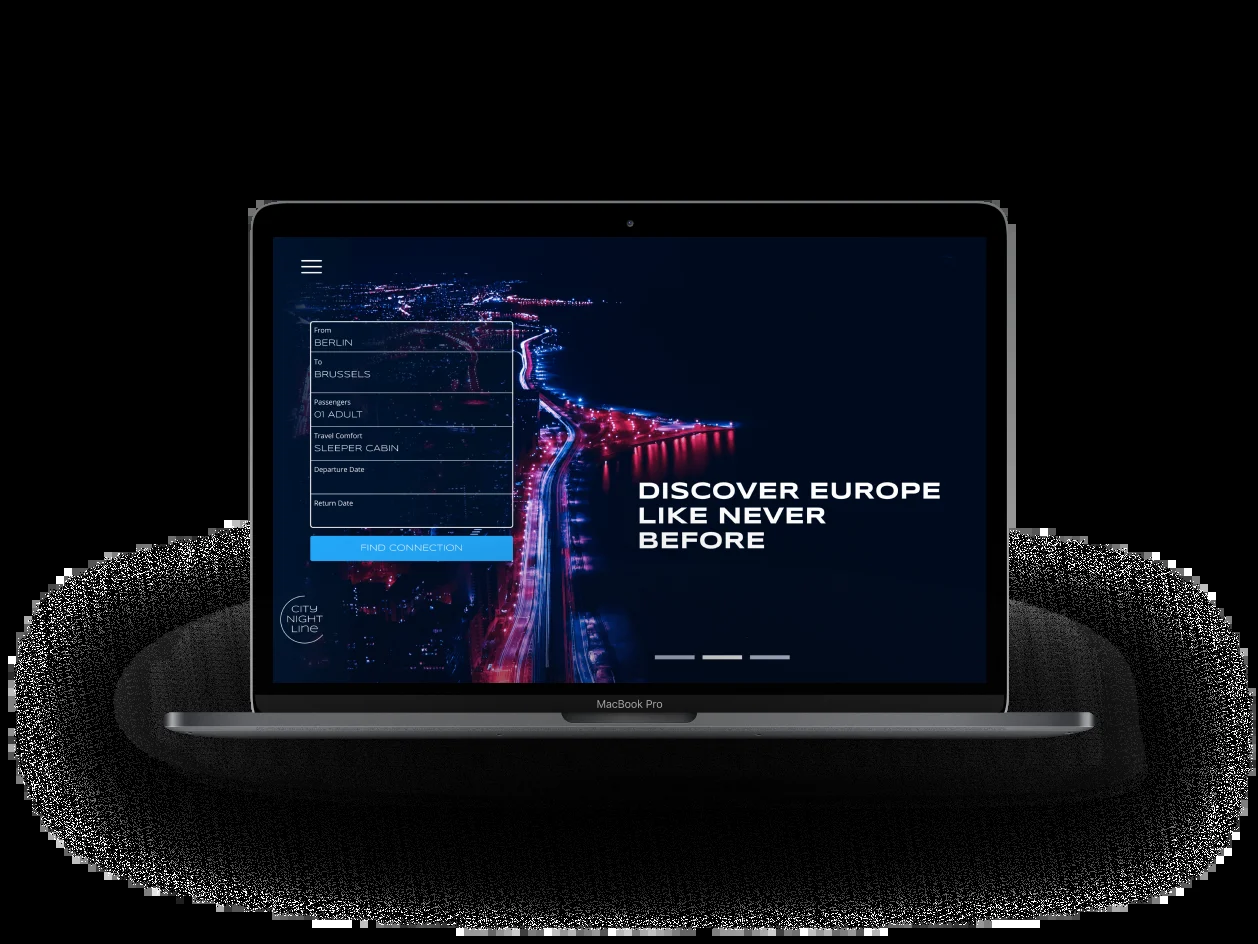 From
BERLIN
To
BRUSSELS
Passengers
01 ADULT
Travel Comfort
SLEEPER CABIN
Departure Date
Return Date
FIND CONNECTION
DISCOVER EUROPE
LIKE NEVER
BEFORE
CITY
NIGHT
Line
MacBook Pro